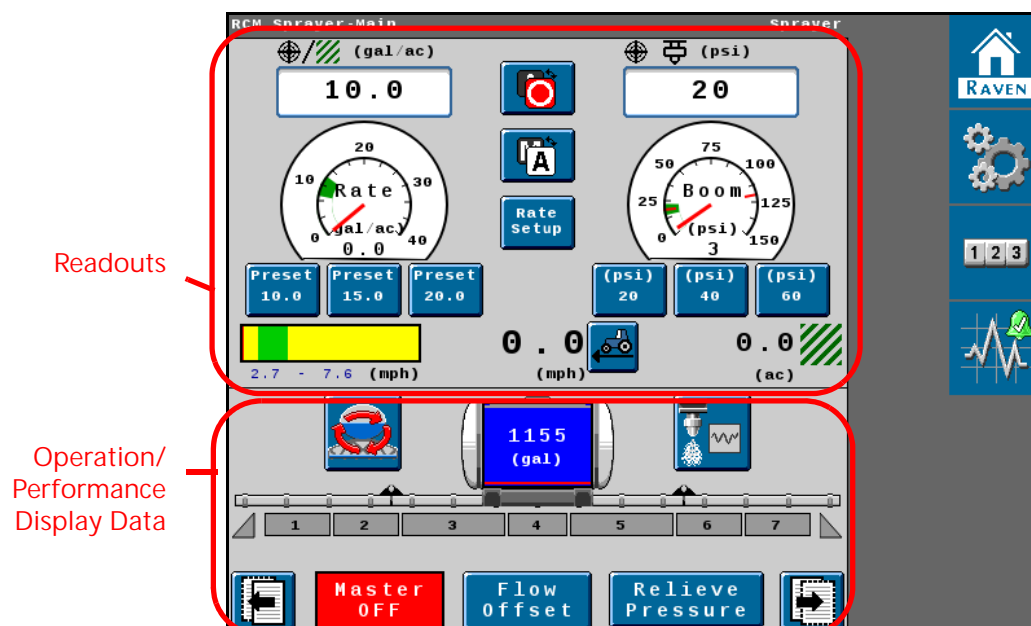 RCM Sprayer-Main Sprayer
(gal/ac) (psi)
10.0 20
RAVEN
20
10 30
Rate
(gal/ac)
0 40
0.0
75
50 100
25 125
Boom
(psi)
0 150
3
M
A
Rate
Setup
Readouts
1 2 3
Preset
10.0
Preset
15.0
Preset
20.0
(psi)
20
(psi)
40
(psi)
60
0.0
(mph)
0.0
(ac)
2.7 - 7.6 (mph)
Operation/
Performance
Display Data
1155
(gal)
1 2 3 4 5 6 7
Master
OFF
Flow
Offset
Relieve
Pressure